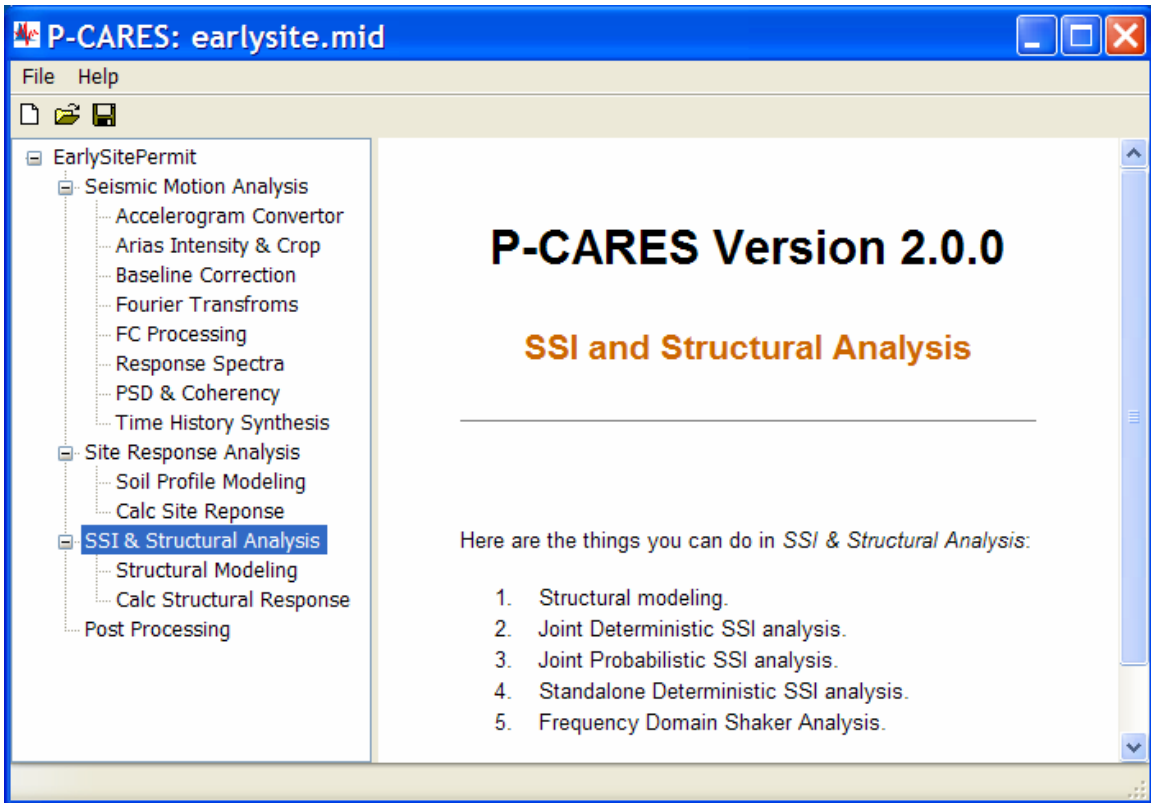 P-CARES: earlysite.mid
File Help
EarlySitePermit
Seismic Motion Analysis
Accelerogram Convertor
Arias Intensity & Crop
Baseline Correction
Fourier Transfroms
FC Processing
Response Spectra
PSD & Coherency
Time History Synthesis
Site Response Analysis
Soil Profile Modeling
Calc Site Reponse
SSI & Structural Analysis
Structural Modeling
Calc Structural Response
Post Processing
P-CARES Version 2.0.0
SSI and Structural Analysis
Here are the things you can do in SSI & Structural Analysis:
1. Structural modeling.
2. Joint Deterministic SSI analysis.
3. Joint Probabilistic SSI analysis.
4. Standalone Deterministic SSI analysis.
5. Frequency Domain Shaker Analysis.